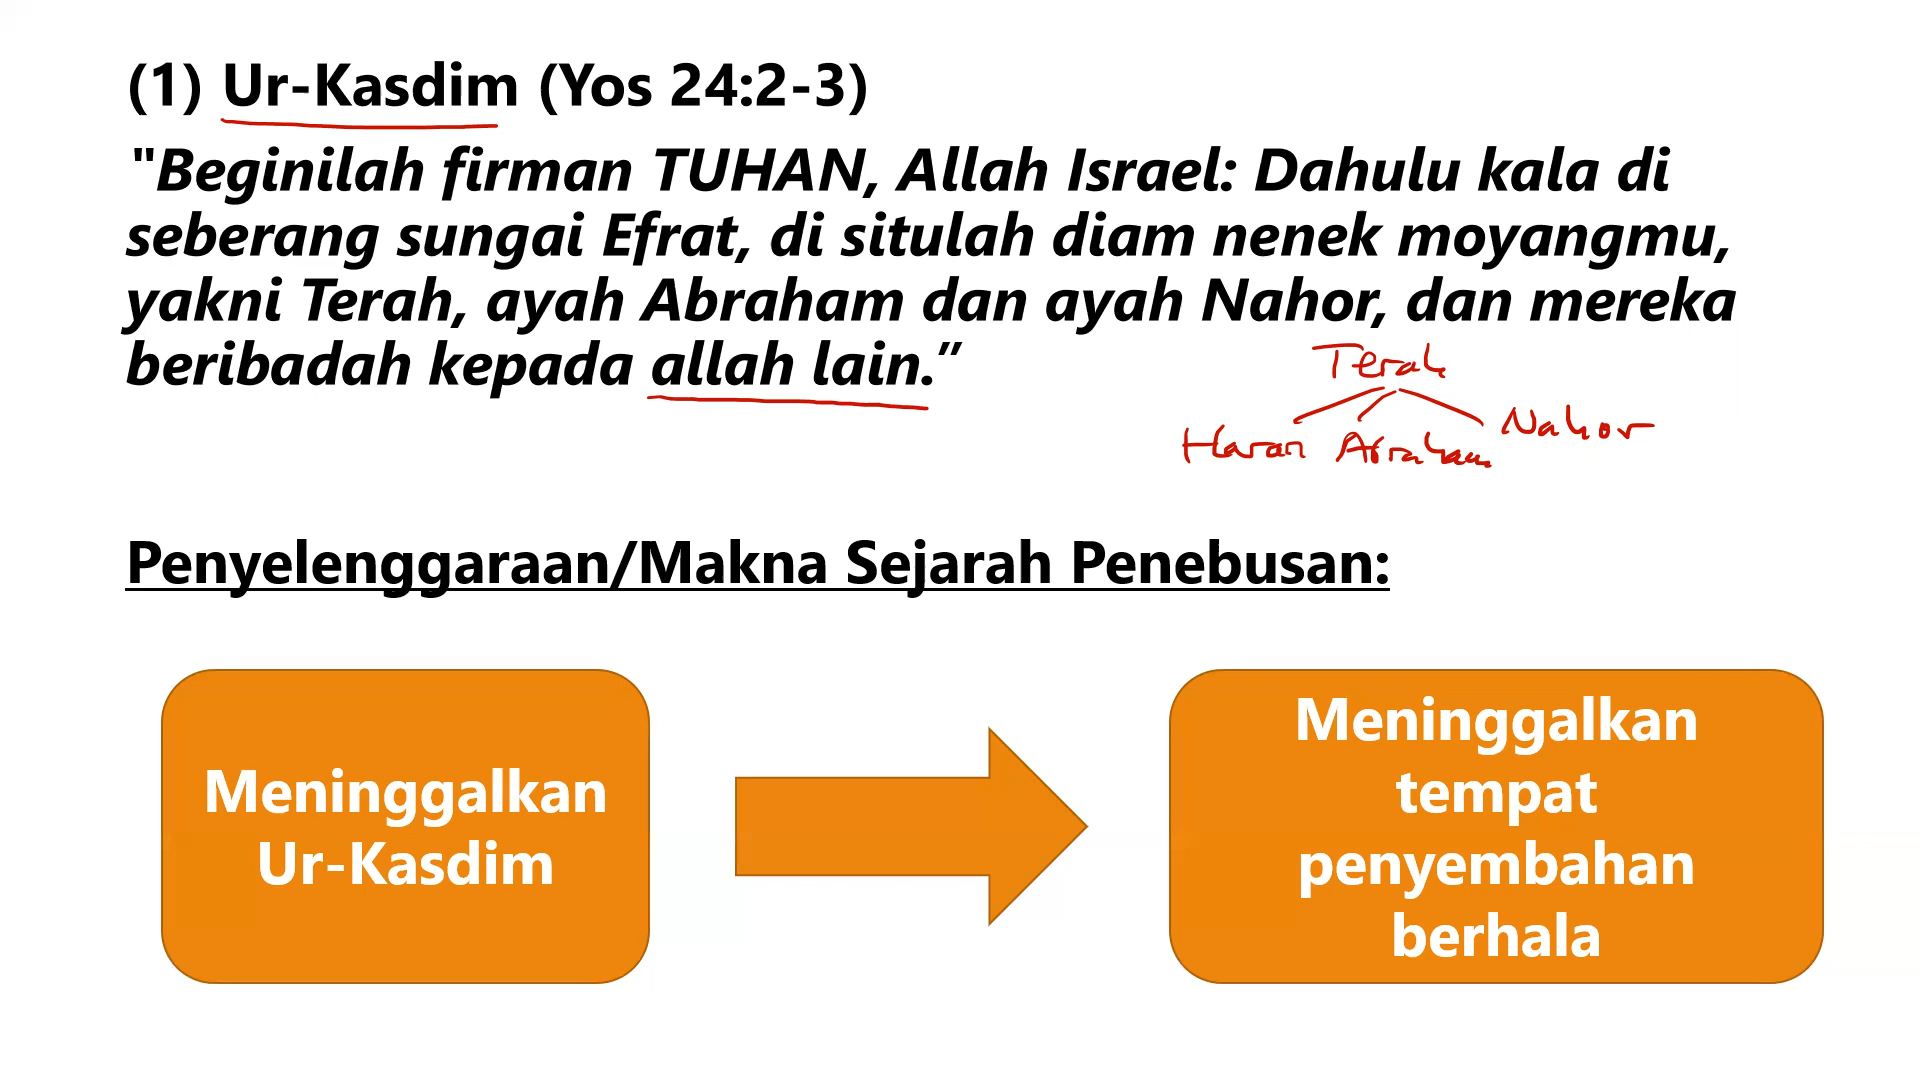 (1) Ur-Kasdim (Yos 24:2-3)
"Beginilah firman TUHAN, Allah Israel: Dahulu kala di
seberang sungai Efrat, di situlah diam nenek moyangmu,
yakni Terah, ayah Abraham dan ayah Nahor, dan mereka
beribadah kepada allah lain.”
Terah
Haran Abraham Nahor
Penyelenggaraan/Makna Sejarah Penebusan:
Meninggalkan
Ur-Kasdim
Meninggalkan
tempat
penyembahan
berhala